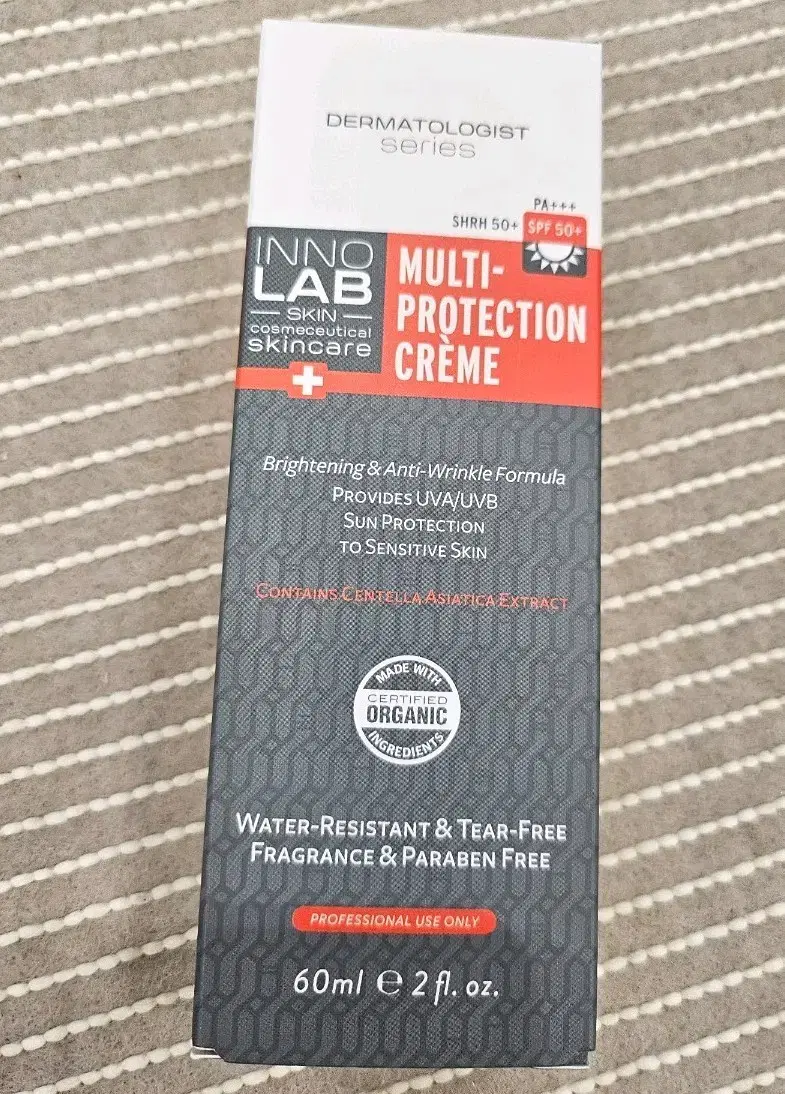 DERMATOLOGIST
series
PA+++
SHRH 50+ SPF 50+
INNO
LAB
SKIN
cosmeceutical
skincare
MULTI-
PROTECTION
CRÈME
Brightening & Anti-Wrinkle Formula
PROVIDES UVA/UVB
SUN PROTECTION
TO SENSITIVE SKIN
CONTAINS CENTELLA ASIATICA EXTRACT
MADE WITH
CERTIFIED
ORGANIC
INGREDIENTS
WATER-RESISTANT & TEAR-FREE
FRAGRANCE & PARABEN FREE
PROFESSIONAL USE ONLY
60ml ℮ 2 fl. oz.